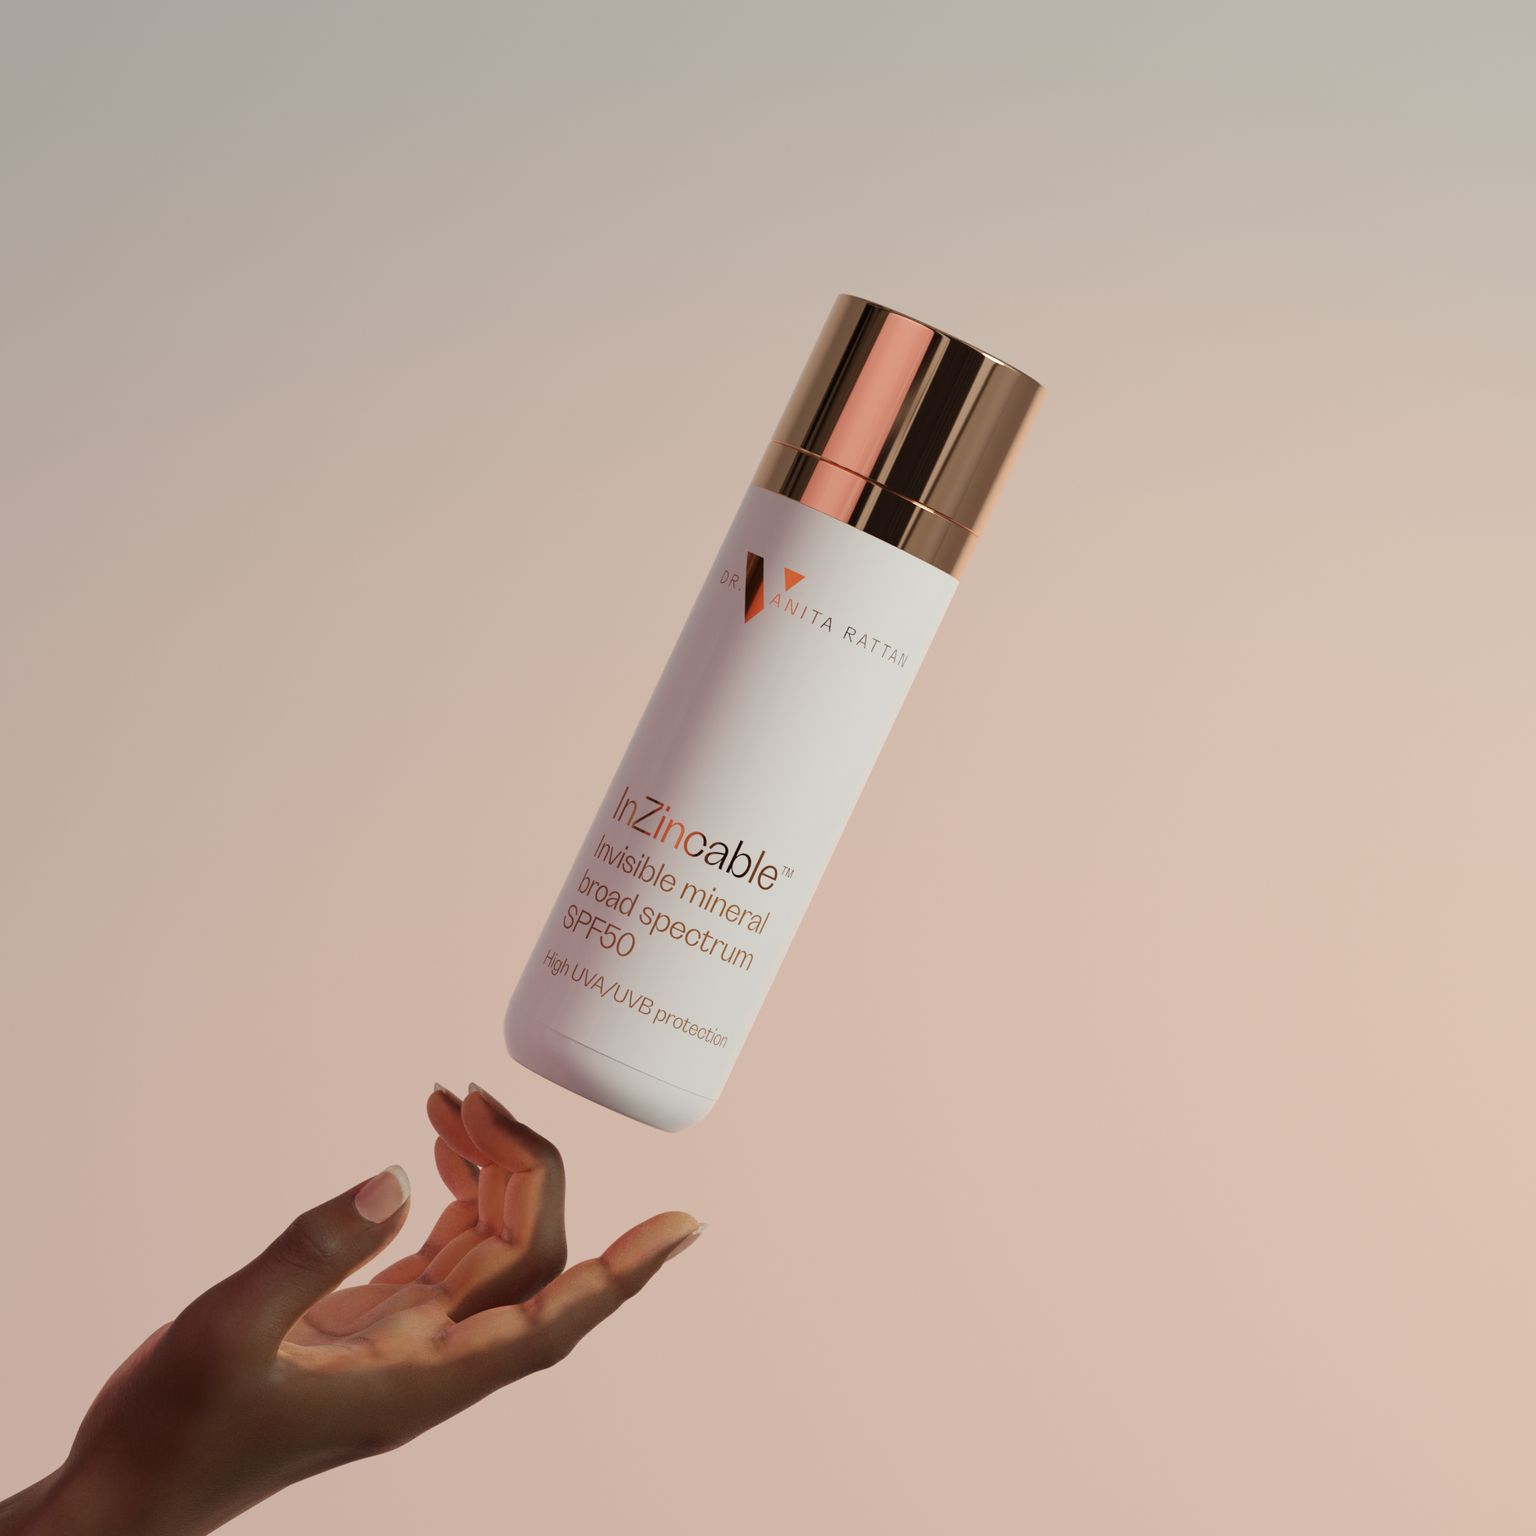 DR. VANITA RATTAN
InZincable™
Invisible mineral
broad spectrum
SPF50
High UVA/UVB protection